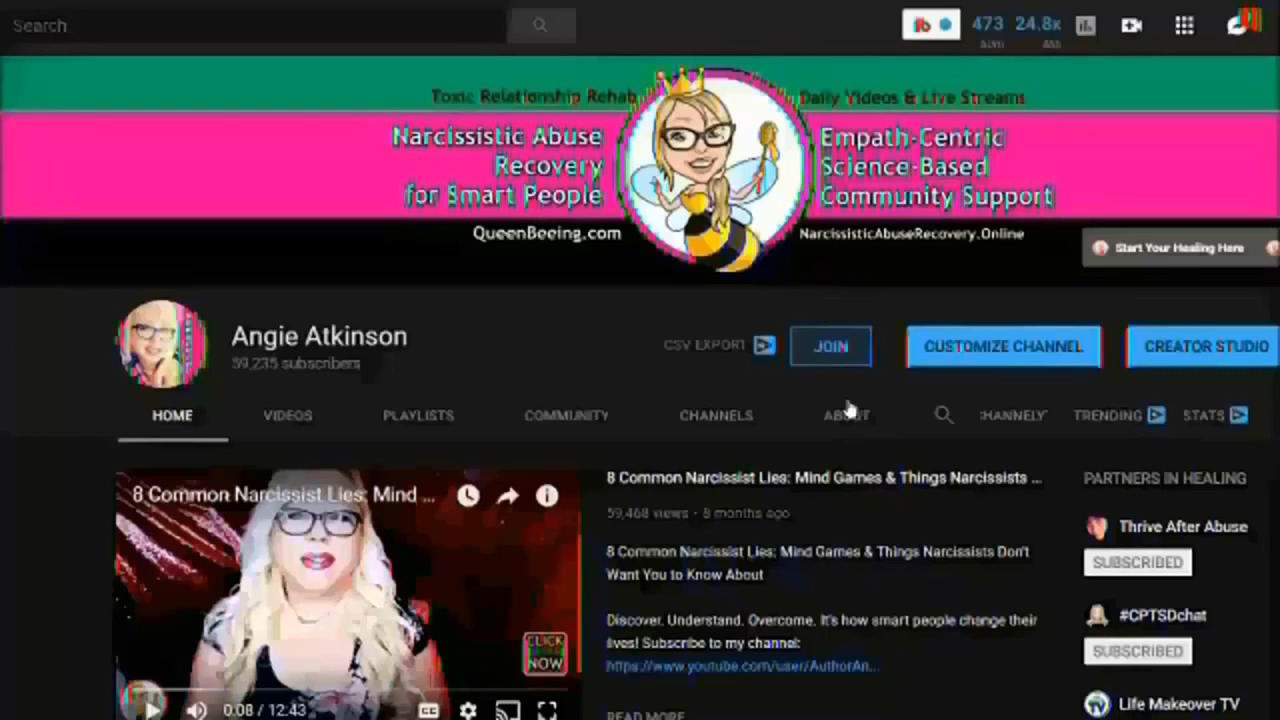 Search
473 24.8K
Toxic Relationship Rehab
Daily Videos & Live Streams
Narcissistic Abuse
Recovery
for Smart People
Empath-Centric
Science-Based
Community Support
QueenBeeing.com
NarcissisticAbuseRecovery.Online
Start Your Healing Here
Angie Atkinson
59,235 subscribers
CSV EXPORT
JOIN
CUSTOMIZE CHANNEL
CREATOR STUDIO
HOME
VIDEOS
PLAYLISTS
COMMUNITY
CHANNELS
ABOUT
TRENDING
STATS
8 Common Narcissist Lies: Mind ...
CLICK
NOW
0:08 / 12:43
8 Common Narcissist Lies: Mind Games & Things Narcissists ...
59,468 views · 8 months ago
8 Common Narcissist Lies: Mind Games & Things Narcissists Don't
Want You to Know About
Discover. Understand. Overcome. It's how smart people change their
lives! Subscribe to my channel:
https://www.youtube.com/user/AuthorAn...
READ MORE
PARTNERS IN HEALING
Thrive After Abuse
SUBSCRIBED
#CPTSDchat
SUBSCRIBED
Life Makeover TV